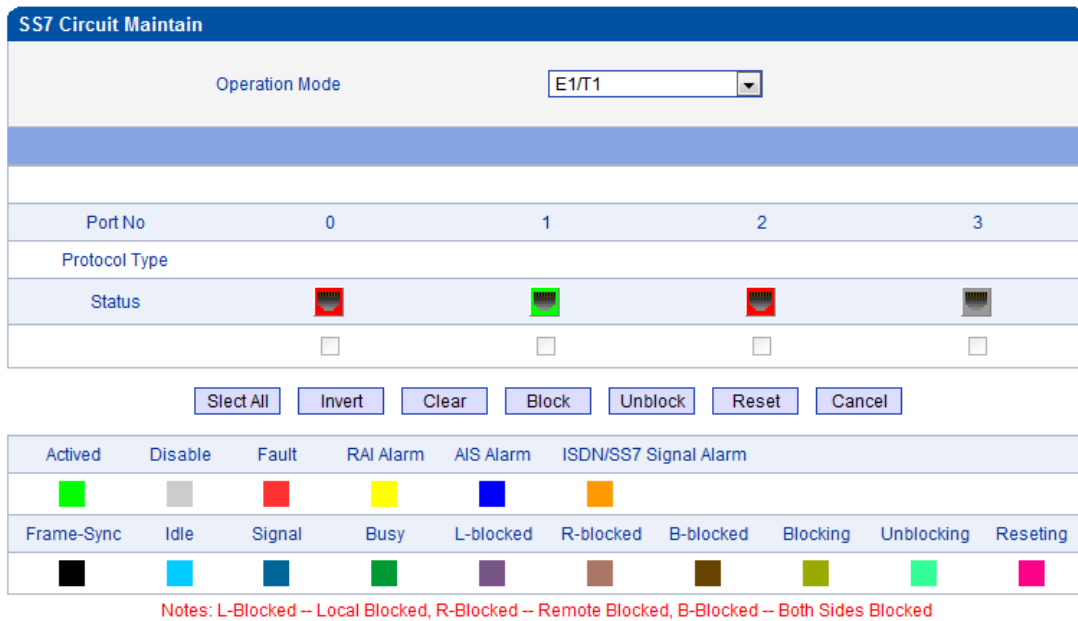 SS7 Circuit Maintain
Operation Mode E1/T1
Port No 0 1 2 3
Protocol Type
Status
Slect All Invert Clear Block Unblock Reset Cancel
Actived Disable Fault RAI Alarm AIS Alarm ISDN/SS7 Signal Alarm
Frame-Sync Idle Signal Busy L-blocked R-blocked B-blocked Blocking Unblocking Reseting
Notes: L-Blocked -- Local Blocked, R-Blocked -- Remote Blocked, B-Blocked -- Both Sides Blocked